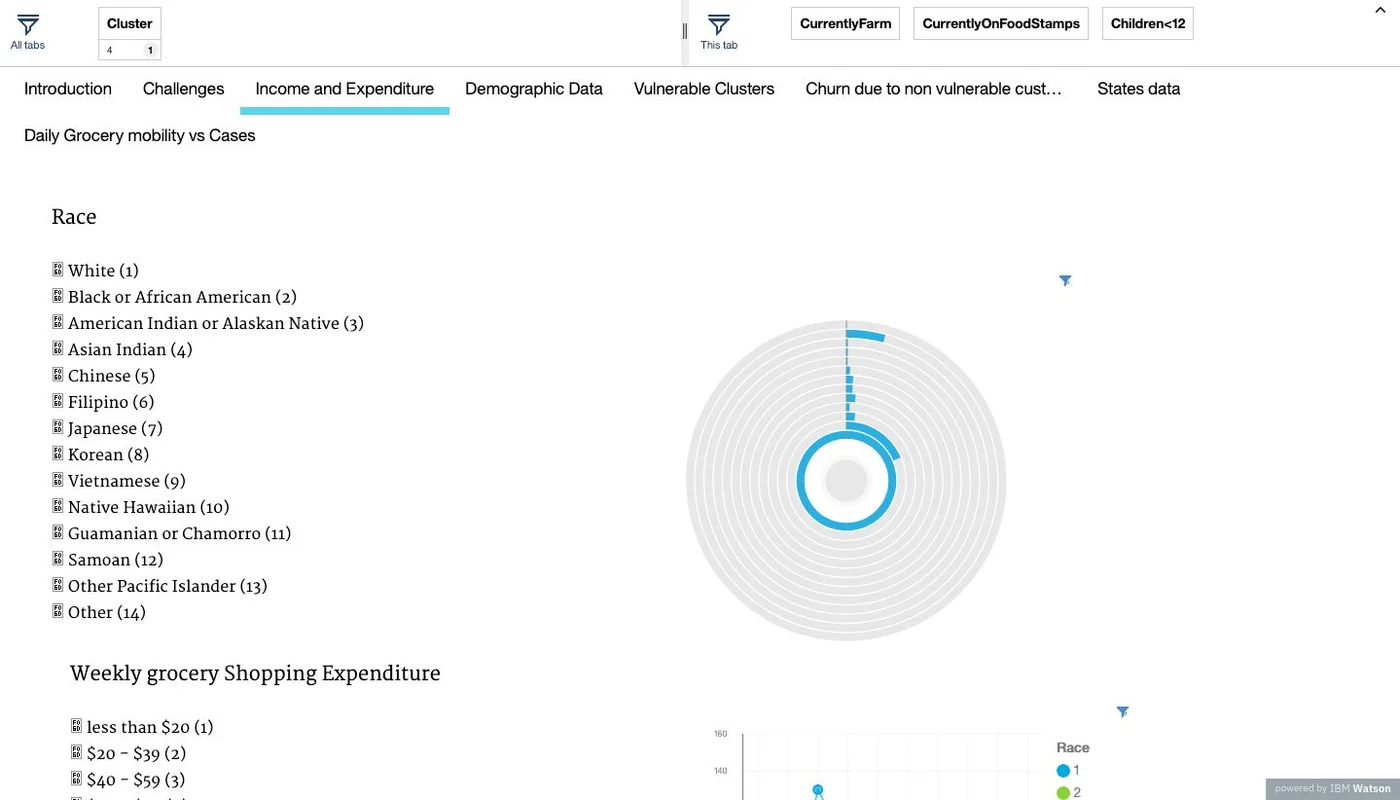 Cluster
CurrentlyFarm
CurrentlyOnFoodStamps
Children<12
All tabs
4
1
This tab
Introduction
Challenges
Income and Expenditure
Demographic Data
Vulnerable Clusters
Churn due to non vulnerable cust…
States data
Daily Grocery mobility vs Cases
Race
White (1)
Black or African American (2)
American Indian or Alaskan Native (3)
Asian Indian (4)
Chinese (5)
Filipino (6)
Japanese (7)
Korean (8)
Vietnamese (9)
Native Hawaiian (10)
Guamanian or Chamorro (11)
Samoan (12)
Other Pacific Islander (13)
Other (14)
Weekly grocery Shopping Expenditure
less than $20 (1)
$20 - $39 (2)
$40 - $59 (3)
160
140
Race
1
2
powered by IBM Watson